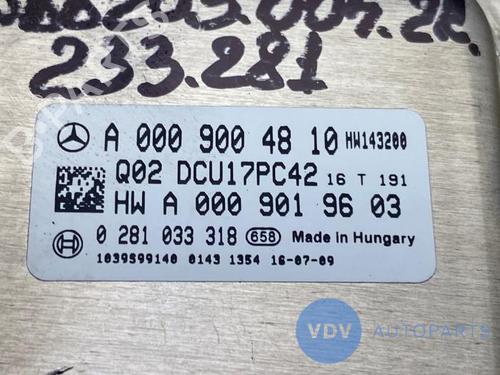 233.281
A 000 900 48 10 HW143200
Q02 DCU17PC42 16 T 191
HW A 000 901 96 03
0 281 033 318 658 Made in Hungary
1039S99140 0143 1354 16-07-09
VDV AUTOPARTS